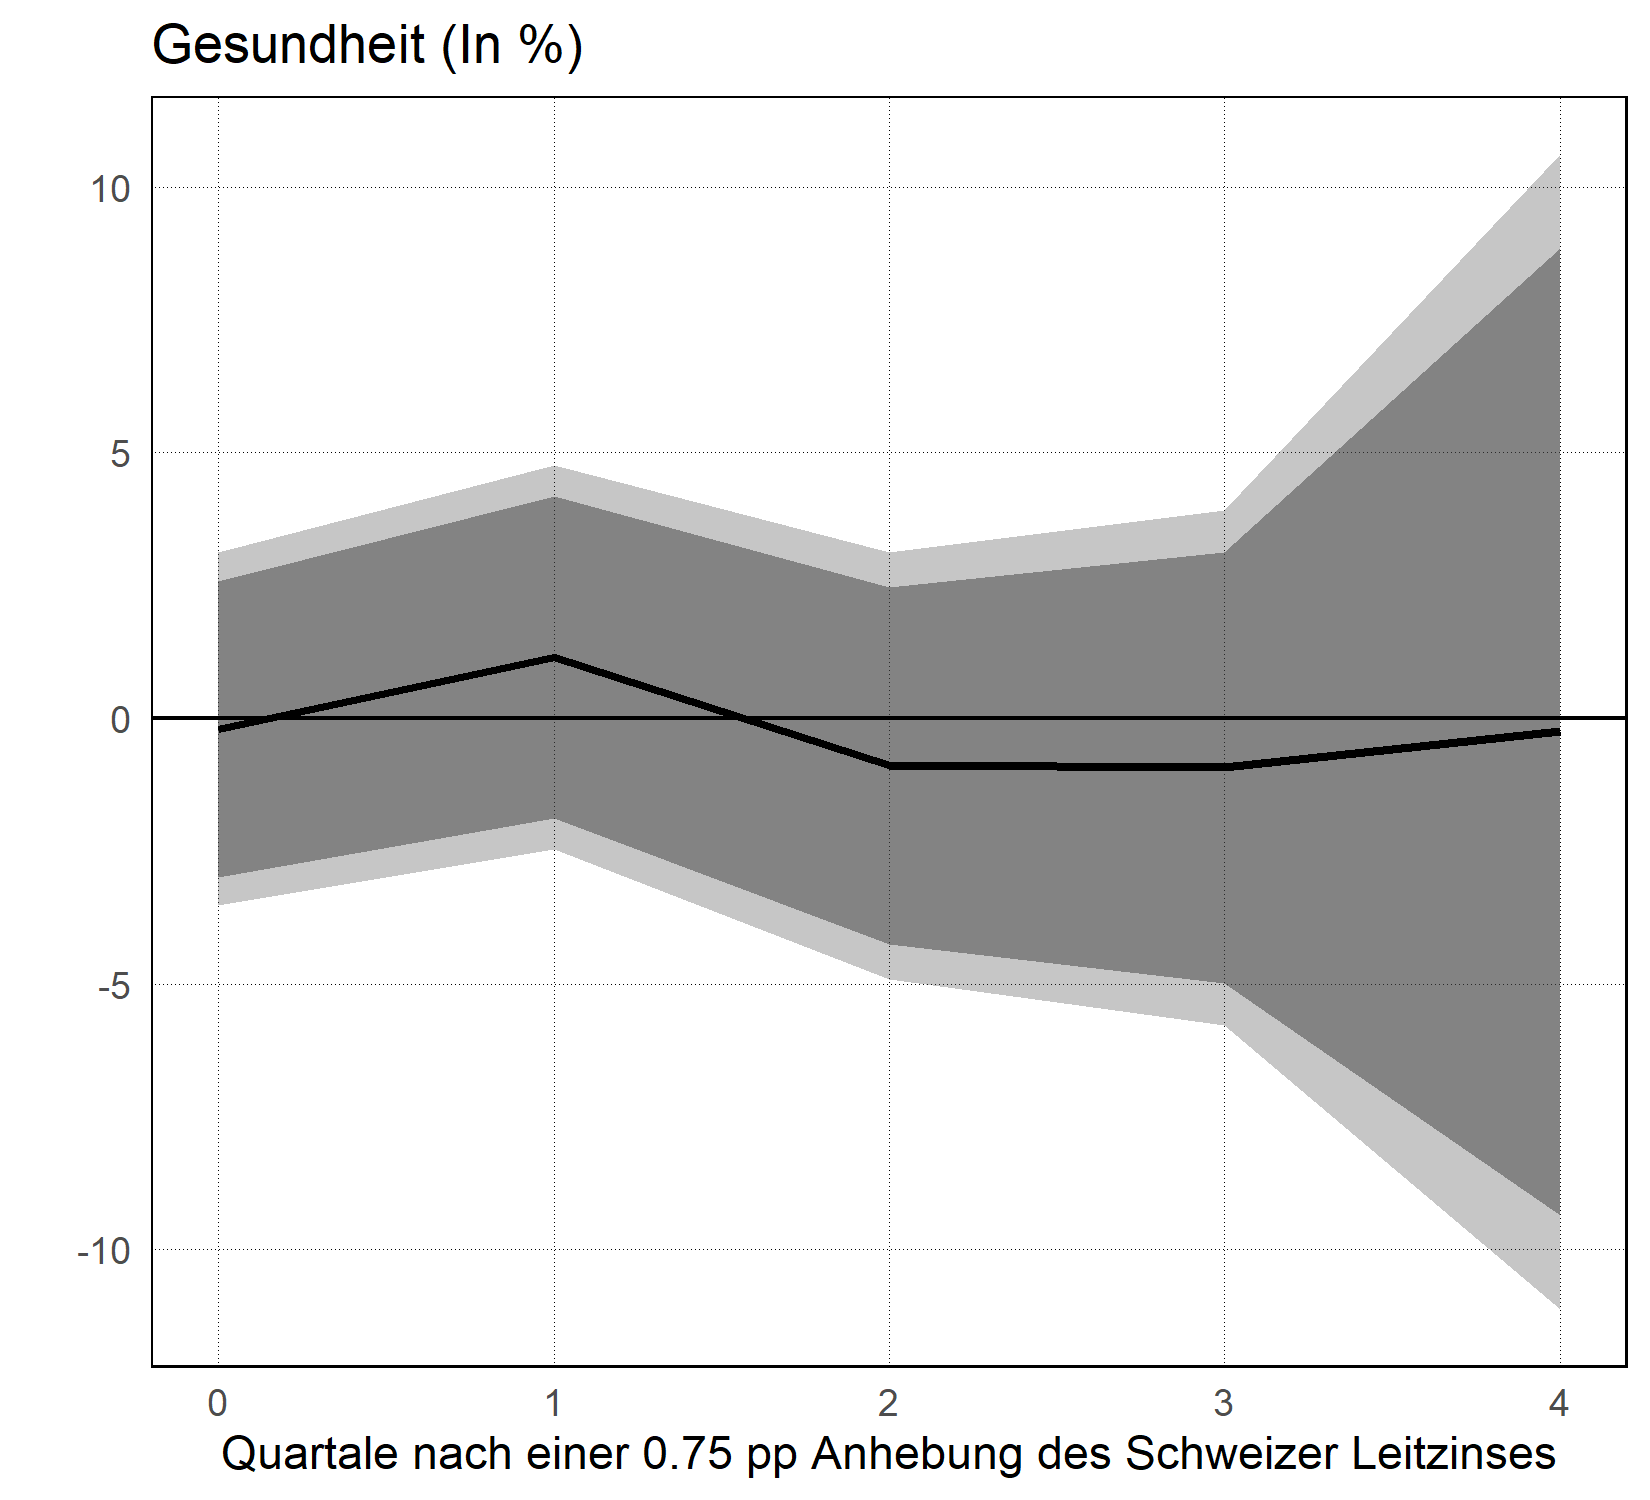 Gesundheit (In %)
10
5
0
-5
-10
0 1 2 3 4
Quartale nach einer 0.75 pp Anhebung des Schweizer Leitzinses